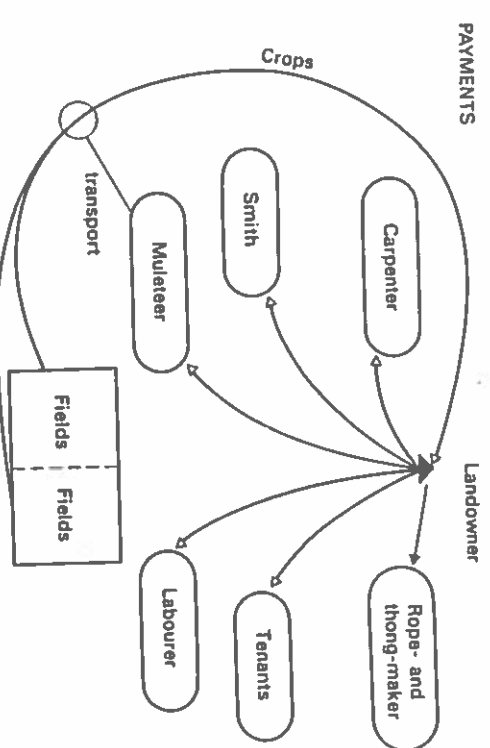 PAYMENTS
Landowner
Crops
Carpenter
Rope- and
thong-maker
Smith
Tenants
transport
Muleteer
Labourer
Fields
Fields